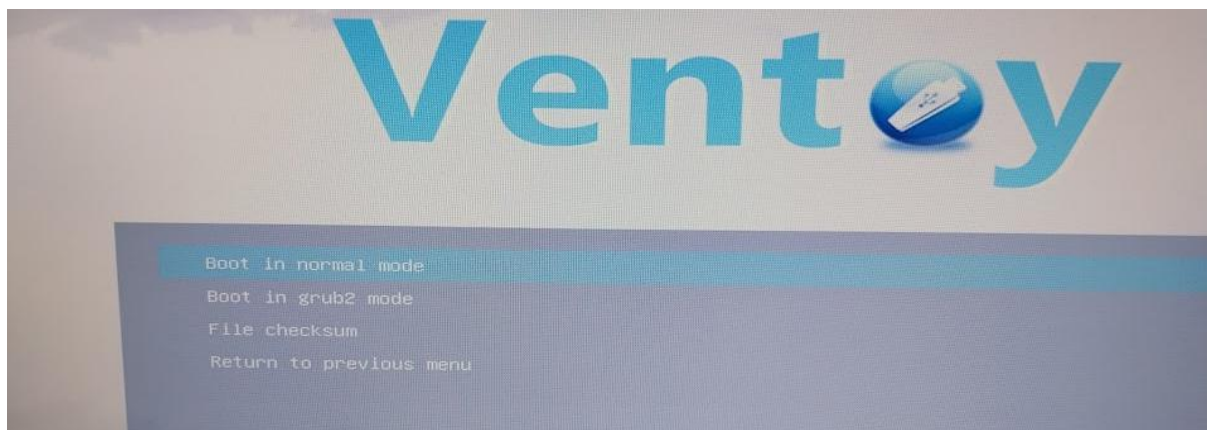 Ventoy
Boot in normal mode
Boot in grub2 mode
File checksum
Return to previous menu